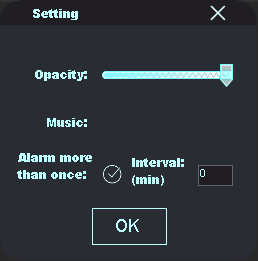 Setting
Opacity:
Music:
Alarm more
than once:
Interval:
(min)
0
OK